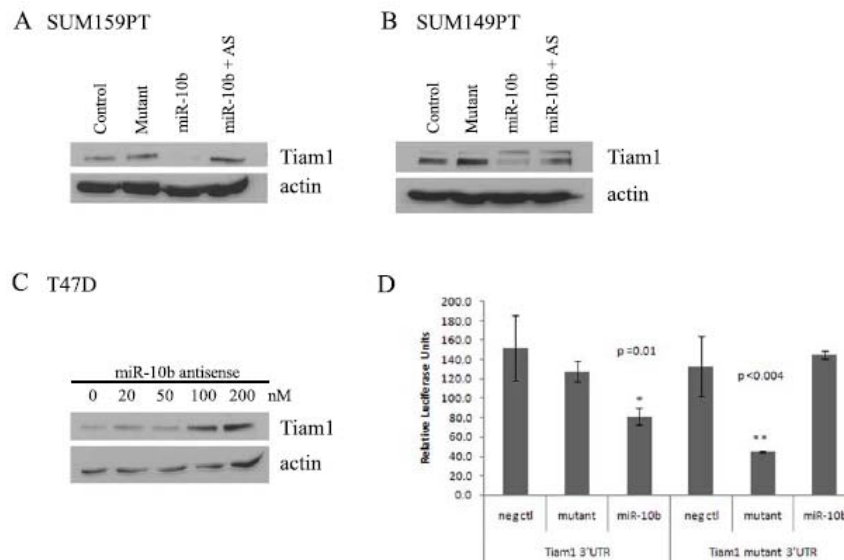 A SUM159PT
Control
Mutant
miR-10b
miR-10b + AS
Tiam1
actin
B SUM149PT
Control
Mutant
miR-10b
miR-10b + AS
Tiam1
actin
C T47D
miR-10b antisense
0 20 50 100 200 nM
Tiam1
actin
D
Relative Luciferase Units
200.0
180.0
160.0
140.0
120.0
100.0
80.0
60.0
40.0
20.0
0.0
p=0.01
*
p<0.004
**
neg ctl mutant miR-10b neg ctl mutant miR-10b
Tiam1 3'UTR Tiam1 mutant 3'UTR